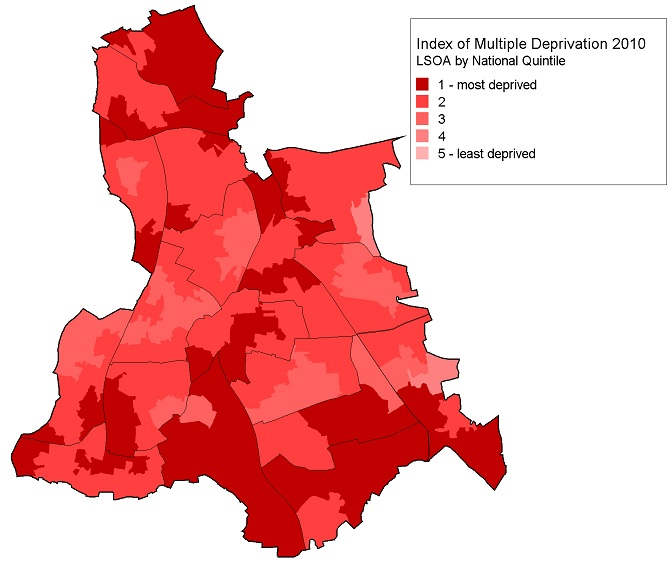 Index of Multiple Deprivation 2010
LSOA by National Quintile
1 - most deprived
2
3
4
5 - least deprived